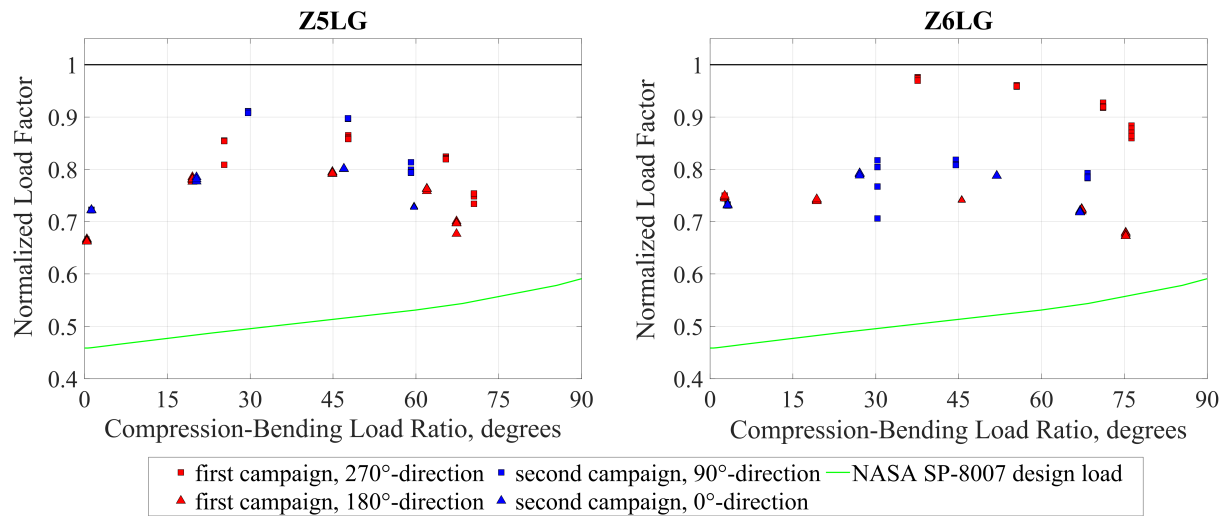 Z5LG
Normalized Load Factor
1
0.9
0.8
0.7
0.6
0.5
0.4
0 15 30 45 60 75 90
Compression-Bending Load Ratio, degrees
Z6LG
Normalized Load Factor
1
0.9
0.8
0.7
0.6
0.5
0.4
0 15 30 45 60 75 90
Compression-Bending Load Ratio, degrees
first campaign, 270°-direction second campaign, 90°-direction NASA SP-8007 design load
first campaign, 180°-direction second campaign, 0°-direction